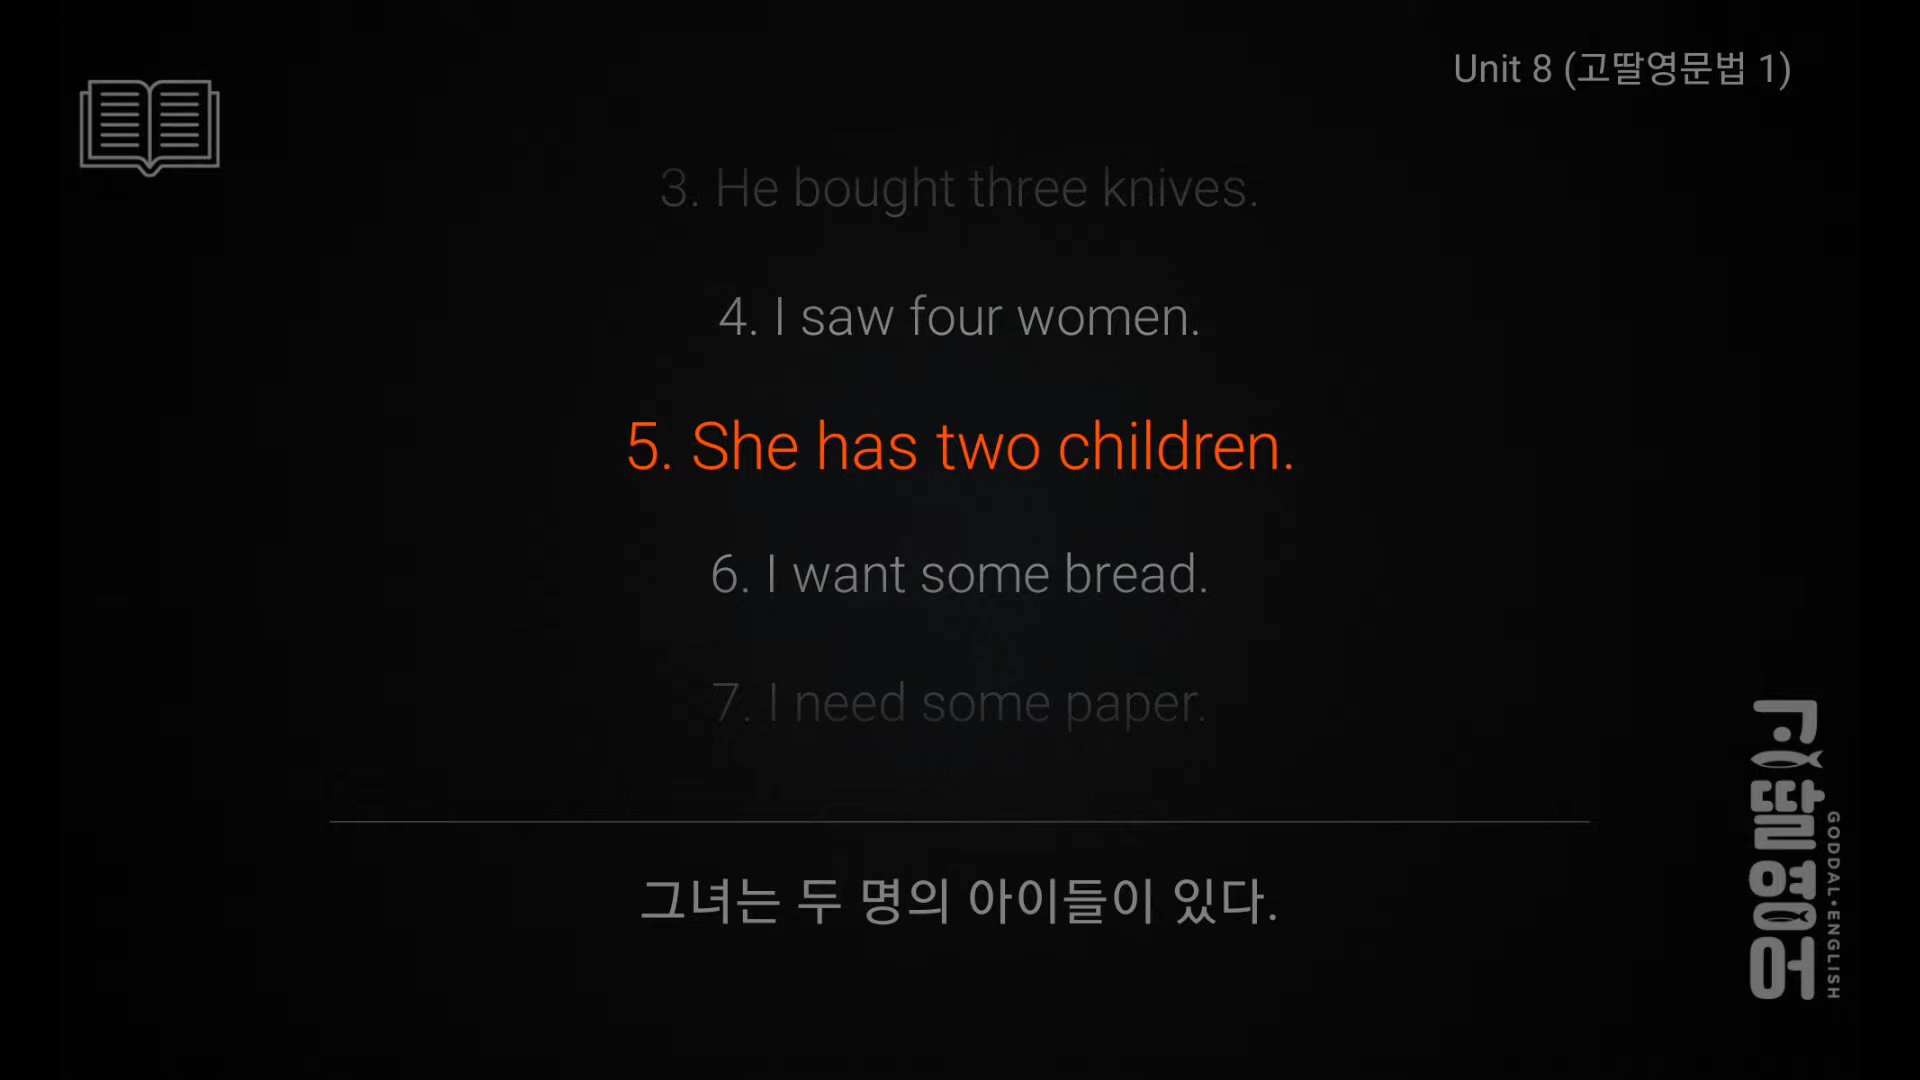 Unit 8 (고딸영문법 1)
3. He bought three knives.
4. I saw four women.
5. She has two children.
6. I want some bread.
7. I need some paper.
그녀는 두 명의 아이들이 있다.
고딸영어
GODDAL•ENGLISH